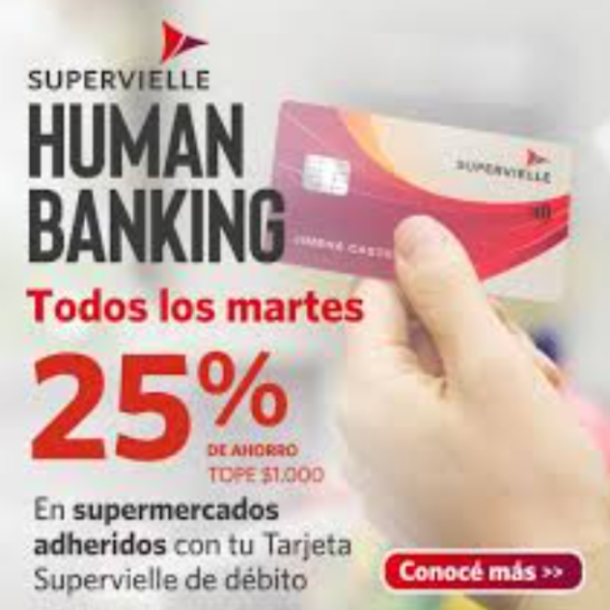 SUPERVIELLE
HUMAN
BANKING
SUPERVIELLE
Todos los martes
25%
DE AHORRO
TOPE $1.000
En supermercados
adheridos con tu Tarjeta
Supervielle de débito
Conocé más >>